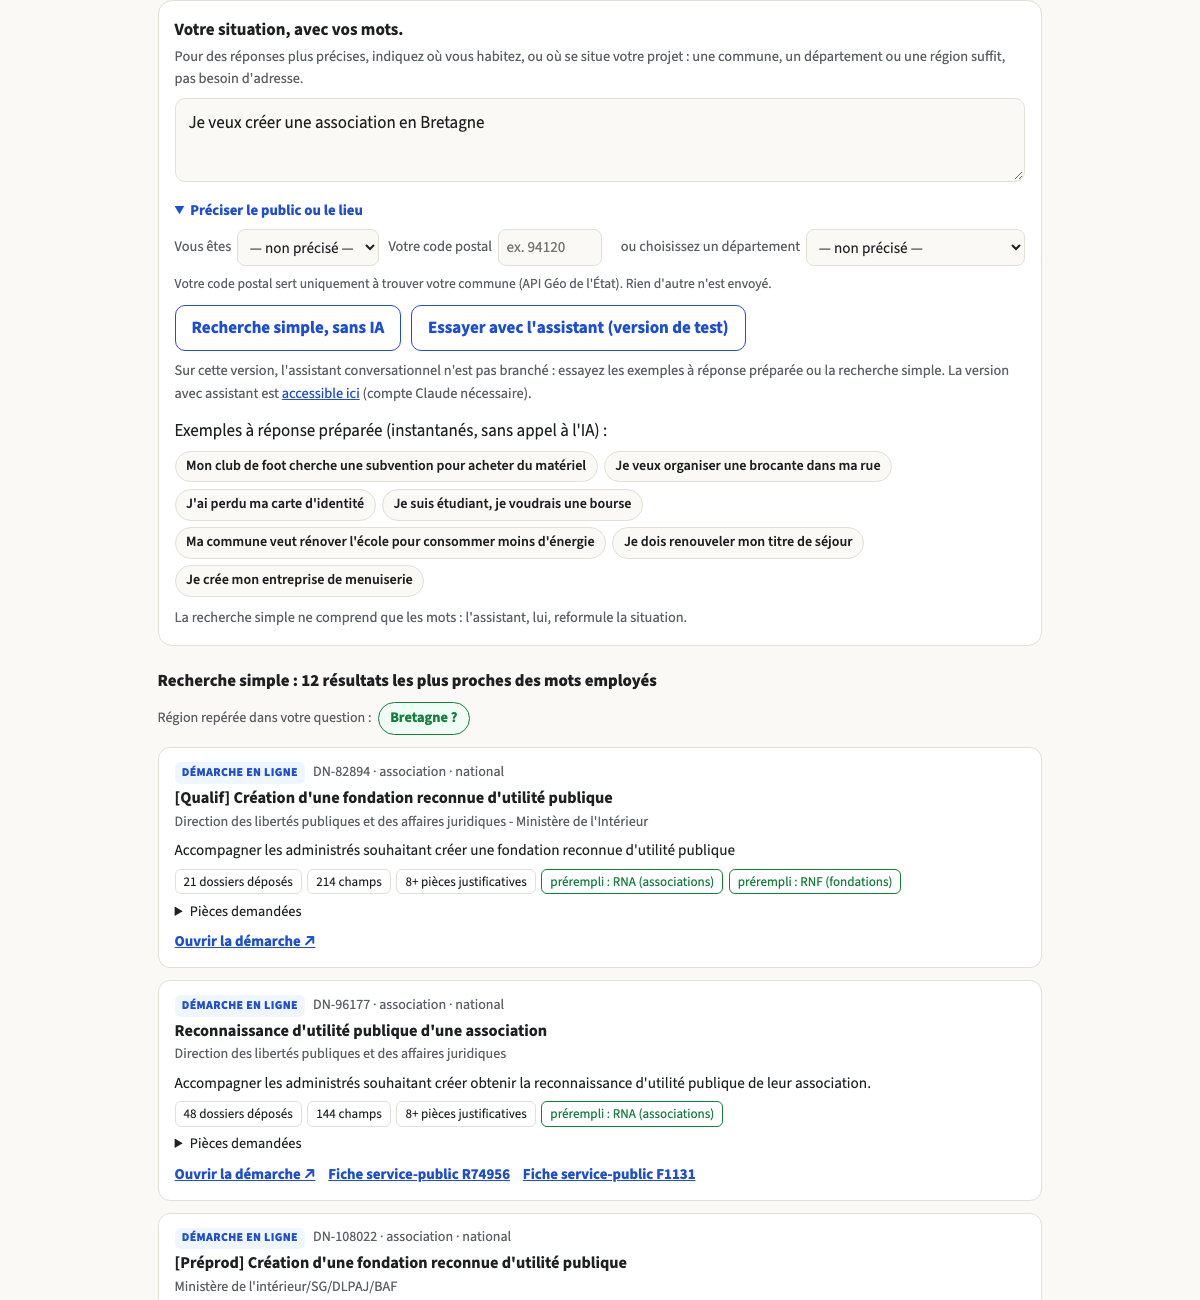 Votre situation, avec vos mots.
Pour des réponses plus précises, indiquez où vous habitez, ou où se situe votre projet : une commune, un département ou une région suffit,
pas besoin d'adresse.
Je veux créer une association en Bretagne
▼ Préciser le public ou le lieu
Vous êtes — non précisé — Votre code postal ex. 94120 ou choisissez un département — non précisé —
Votre code postal sert uniquement à trouver votre commune (API Géo de l'État). Rien d'autre n'est envoyé.
Recherche simple, sans IA Essayer avec l'assistant (version de test)
Sur cette version, l'assistant conversationnel n'est pas branché : essayez les exemples à réponse préparée ou la recherche simple. La version
avec assistant est accessible ici (compte Claude nécessaire).
Exemples à réponse préparée (instantanés, sans appel à l'IA) :
Mon club de foot cherche une subvention pour acheter du matériel Je veux organiser une brocante dans ma rue
J'ai perdu ma carte d'identité Je suis étudiant, je voudrais une bourse
Ma commune veut rénover l'école pour consommer moins d'énergie Je dois renouveler mon titre de séjour
Je crée mon entreprise de menuiserie
La recherche simple ne comprend que les mots : l'assistant, lui, reformule la situation.
Recherche simple : 12 résultats les plus proches des mots employés
Région repérée dans votre question : Bretagne ?
DÉMARCHE EN LIGNE DN-82894 · association · national
[Qualif] Création d'une fondation reconnue d'utilité publique
Direction des libertés publiques et des affaires juridiques - Ministère de l'Intérieur
Accompagner les administrés souhaitant créer une fondation reconnue d'utilité publique
21 dossiers déposés 214 champs 8+ pièces justificatives prérempli : RNA (associations) prérempli : RNF (fondations)
▶ Pièces demandées
Ouvrir la démarche ↗
DÉMARCHE EN LIGNE DN-96177 · association · national
Reconnaissance d'utilité publique d'une association
Direction des libertés publiques et des affaires juridiques
Accompagner les administrés souhaitant créer obtenir la reconnaissance d'utilité publique de leur association.
48 dossiers déposés 144 champs 8+ pièces justificatives prérempli : RNA (associations)
▶ Pièces demandées
Ouvrir la démarche ↗ Fiche service-public R74956 Fiche service-public F1131
DÉMARCHE EN LIGNE DN-108022 · association · national
[Préprod] Création d'une fondation reconnue d'utilité publique
Ministère de l'intérieur/SG/DLPAJ/BAF